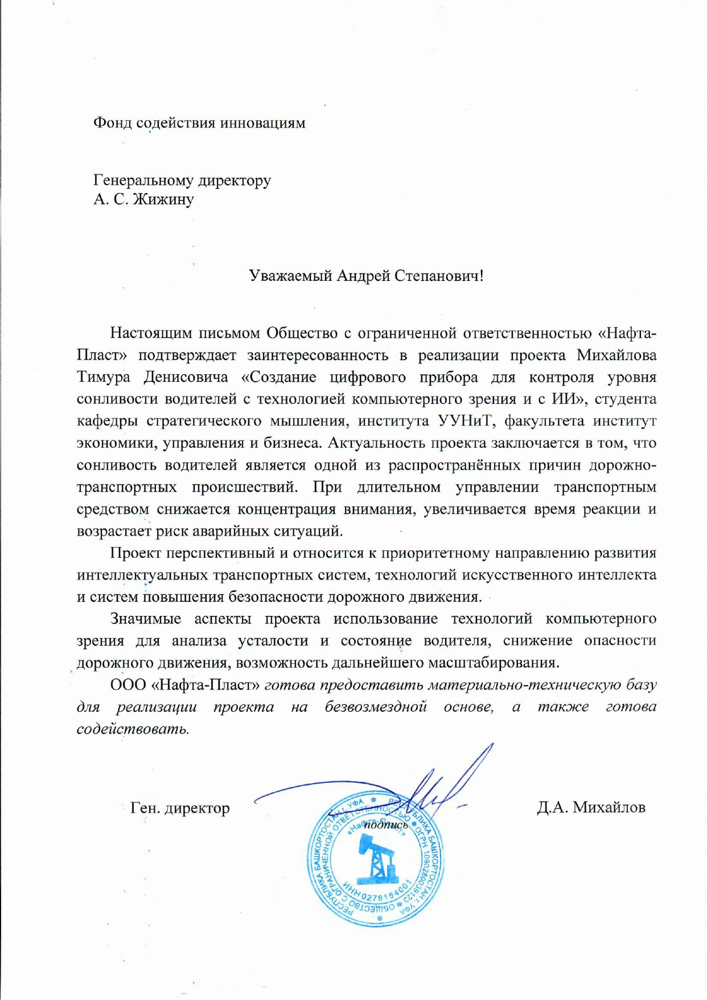 Фонд содействия инновациям
Генеральному директору
А. С. Жижину
Уважаемый Андрей Степанович!
Настоящим письмом Общество с ограниченной ответственностью «Нафта-
Пласт» подтверждает заинтересованность в реализации проекта Михайлова
Тимура Денисовича «Создание цифрового прибора для контроля уровня
сонливости водителей с технологией компьютерного зрения и с ИИ», студента
кафедры стратегического мышления, института УУНиТ, факультета институт
экономики, управления и бизнеса. Актуальность проекта заключается в том, что
сонливость водителей является одной из распространённых причин дорожно-
транспортных происшествий. При длительном управлении транспортным
средством снижается концентрация внимания, увеличивается время реакции и
возрастает риск аварийных ситуаций.
Проект перспективный и относится к приоритетному направлению развития
интеллектуальных транспортных систем, технологий искусственного интеллекта
и систем повышения безопасности дорожного движения.
Значимые аспекты проекта использование технологий компьютерного
зрения для анализа усталости и состояние водителя, снижение опасности
дорожного движения, возможность дальнейшего масштабирования.
ООО «Нафта-Пласт» готова предоставить материально-техническую базу
для реализации проекта на безвозмездной основе, а также готова
содействовать.
Ген. директор
Д.А. Михайлов
подпись
РЕСПУБЛИКА БАШКОРТОСТАН г. УФА * РЕСПУБЛИКА БАШКОРТОСТАН г. УФА *
ОБЩЕСТВО С ОГРАНИЧЕННОЙ ОТВЕТСТВЕННОСТЬЮ * ОГРН 1090280039123 *
«Нафта-Пласт»
ИНН 0278164001